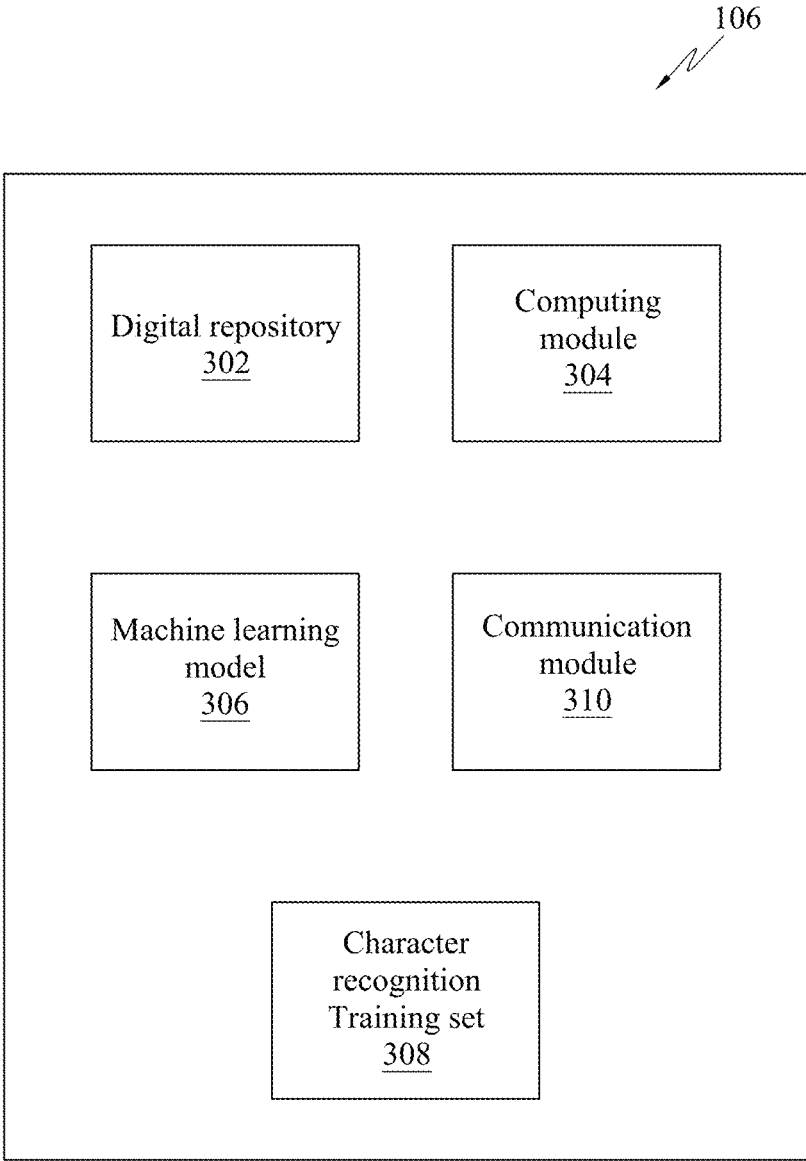 106
Digital repository
302
Computing
module
304
Machine learning
model
306
Communication
module
310
Character
recognition
Training set
308